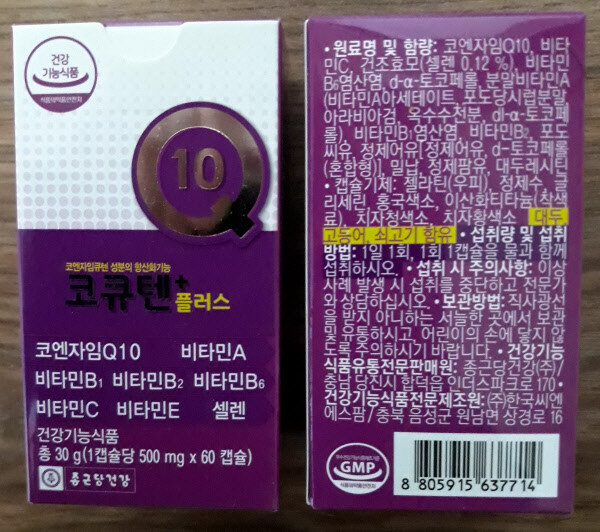 건강
기능식품
식품의약품안전처
10
코엔자임큐텐 성분의 항산화기능
코큐텐+
플러스
코엔자임Q10 비타민A
비타민B1 비타민B2 비타민B6
비타민C 비타민E 셀렌
건강기능식품
총 30 g(1캡슐당 500 mg x 60 캡슐)
종근당건강
• 원료명 및 함량: 코엔자임Q10, 비타
민C, 건조효모(셀렌 0.12 %), 비타민
B6염산염, d-α-토코페롤, 분말비타민A
(비타민A아세테이트, 포도당시럽분말,
아라비아검, 옥수수전분, dl-α-토코페
롤), 비타민B1염산염, 비타민B2, 포도
씨유, 정제어유[정제어유, d-토코페롤
(혼합형)], 밀납, 정제팜유, 대두레시틴
• 캡슐기제: 젤라틴(우피), 정제수, 글
리세린, 홍국색소, 이산화티타늄(착색
료), 치자청색소, 치자황색소 대두,
고등어, 쇠고기 함유 • 섭취량 및 섭취
방법: 1일 1회, 1회 1캡슐을 물과 함께
섭취하시오. • 섭취 시 주의사항: 이상
사례 발생 시 섭취를 중단하고 전문가
와 상담하십시오. • 보관방법: 직사광선
을 받지 아니하는 서늘한 곳에서 보관
및 유통하시고, 어린이의 손에 닿지 않
도록 주의하시기 바랍니다. • 건강기능
식품유통전문판매원: 종근당건강(주)/
충남 당진시 합덕읍 인더스파크로 170 •
건강기능식품전문제조원: (주)한국씨엔
에스팜/충북 음성군 원남면 상경로 16
우수건강기능식품제조기준
GMP
식품의약품안전처
8 805915 637714